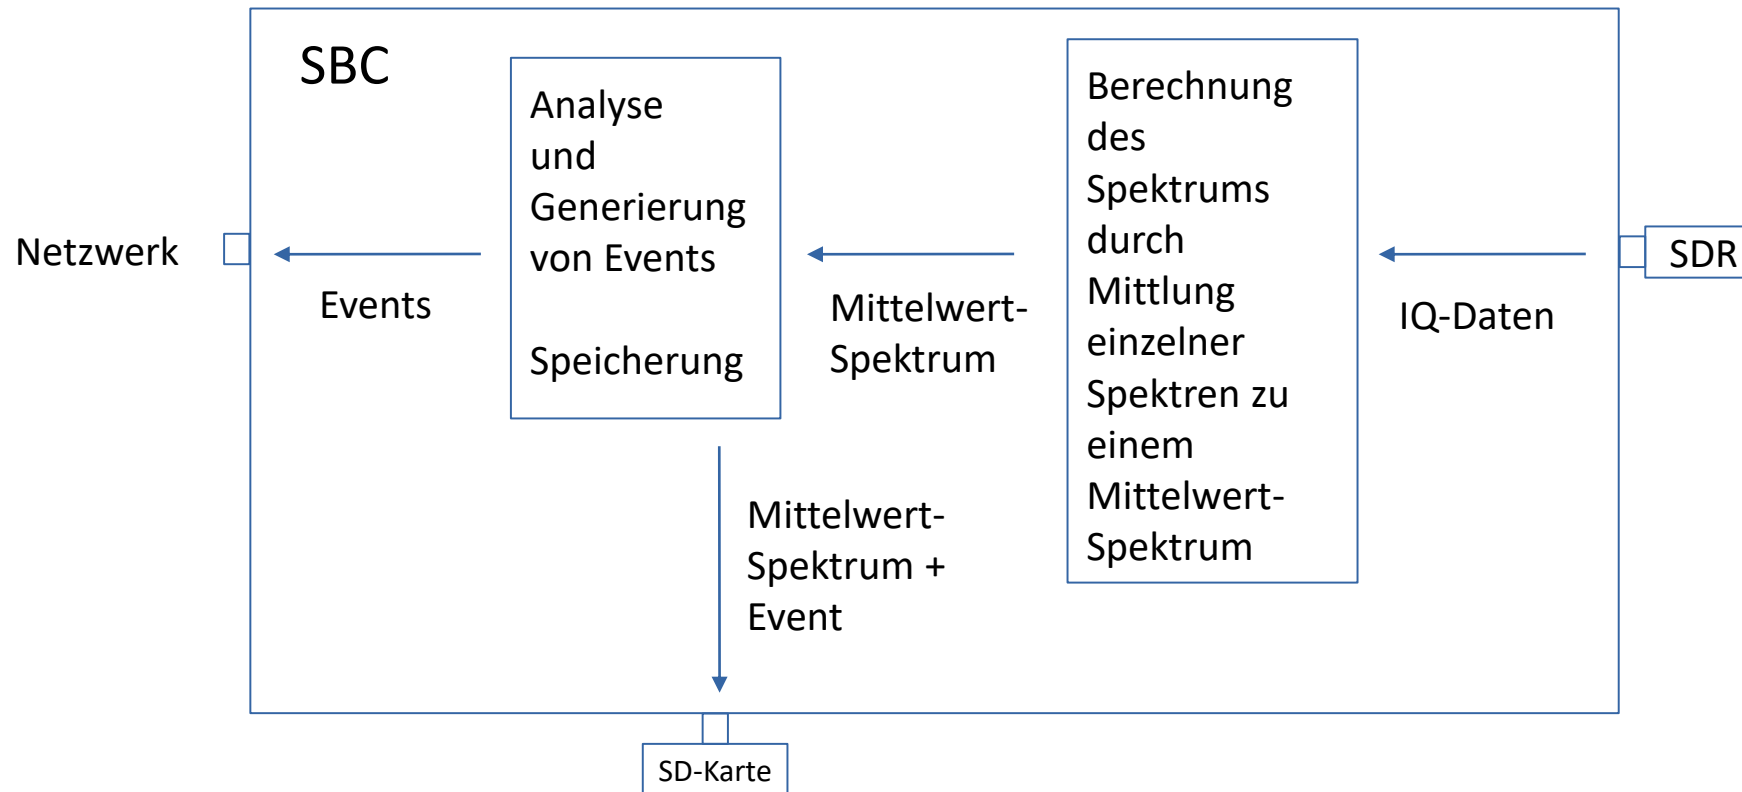 SBC
Analyse
und
Generierung
von Events
Speicherung
Berechnung
des
Spektrums
durch
Mittlung
einzelner
Spektren zu
einem
Mittelwert-
Spektrum
Netzwerk
Events
Mittelwert-
Spektrum
IQ-Daten
SDR
Mittelwert-
Spektrum +
Event
SD-Karte